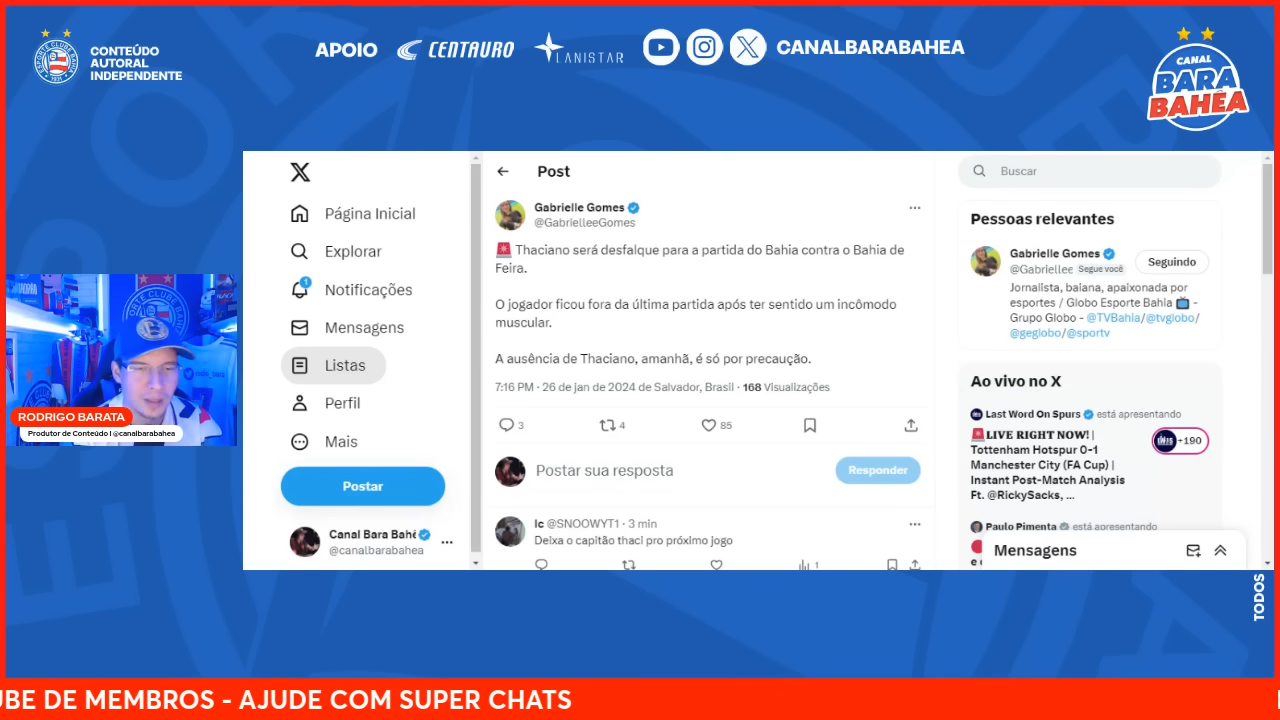 CONTEÚDO
AUTORAL
INDEPENDENTE
APOIO
CENTAURO
LANISTAR
CANALBARABAHEA
CANAL
BARA
BAHÊA
ESPORTE CLUBE BAHIA
1931
RODRIGO BARATA
Produtor de Conteúdo | @canalbarabahea
Página Inicial
Explorar
1
Notificações
Mensagens
Listas
Perfil
Mais
Postar
Canal Bara Bahê
@canalbarabahea
Post
Gabrielle Gomes
@GabrielleeGomes
🚨 Thaciano será desfalque para a partida do Bahia contra o Bahia de
Feira.
O jogador ficou fora da última partida após ter sentido um incômodo
muscular.
A ausência de Thaciano, amanhã, é só por precaução.
7:16 PM · 26 de jan de 2024 de Salvador, Brasil · 168 Visualizações
3
4
85
Postar sua resposta
Responder
lc @SNOOWYT1 · 3 min
Deixa o capitão thaci pro próximo jogo
1
Buscar
Pessoas relevantes
Gabrielle Gomes
@Gabriellee Segue você
Seguindo
Jornalista, baiana, apaixonada por
esportes / Globo Esporte Bahia 📺 -
Grupo Globo - @TVBahia/@tvglobo/
@geglobo/@sportv
Ao vivo no X
Last Word On Spurs está apresentando
🚨LIVE RIGHT NOW! |
Tottenham Hotspur 0-1
Manchester City (FA Cup) |
Instant Post-Match Analysis
Ft. @RickySacks, ...
+190
Paulo Pimenta está apresentando
Mensagens
TODOS
UBE DE MEMBROS - AJUDE COM SUPER CHATS